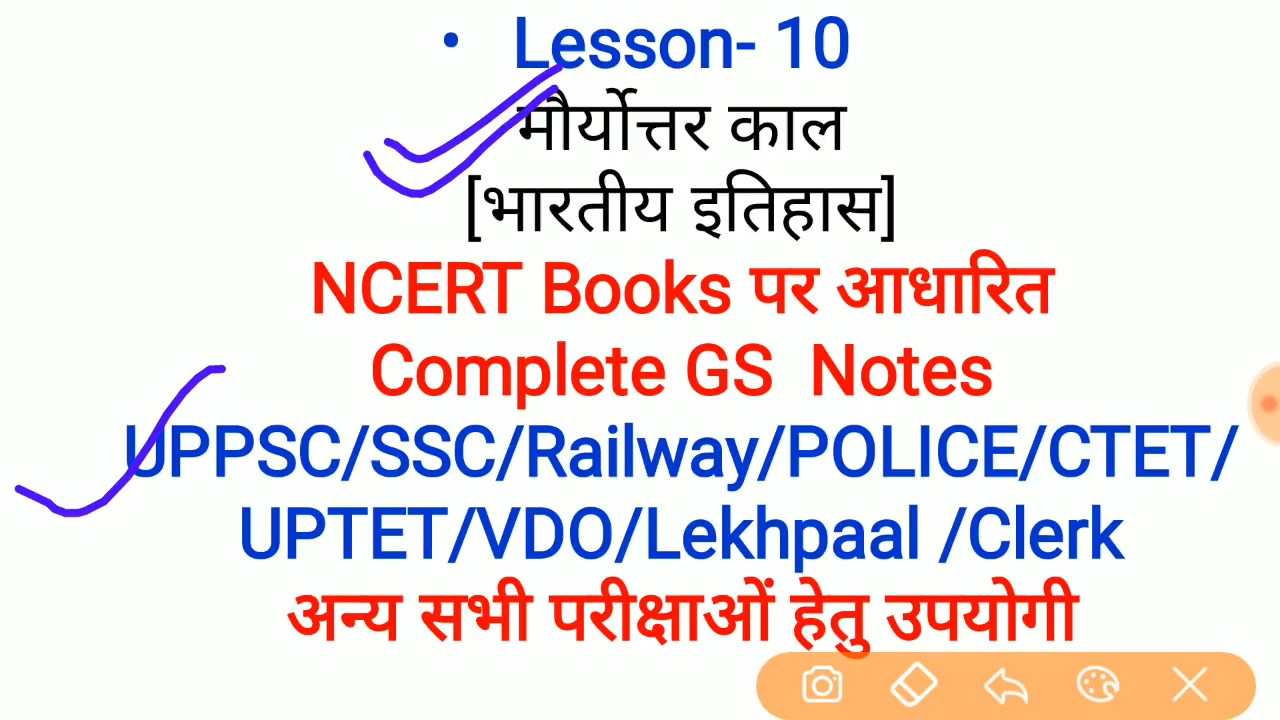 • Lesson- 10
मौर्योत्तर काल
[भारतीय इतिहास]
NCERT Books पर आधारित
Complete GS Notes
UPPSC/SSC/Railway/POLICE/CTET/
UPTET/VDO/Lekhpaal /Clerk
अन्य सभी परीक्षाओं हेतु उपयोगी